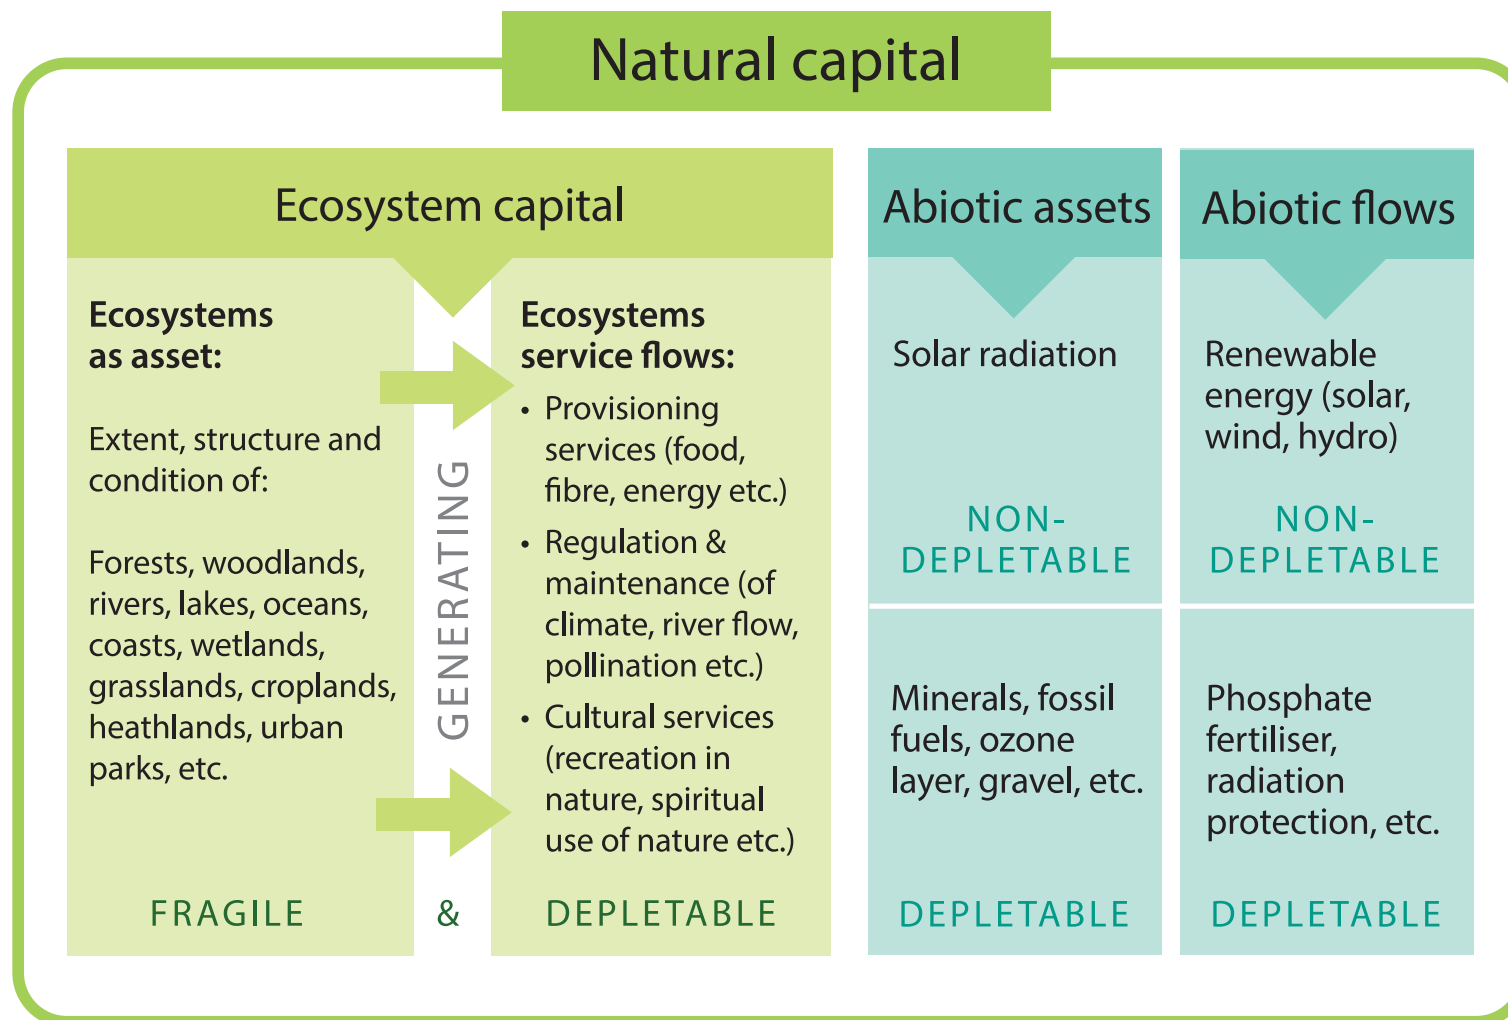 Natural capital
Ecosystem capital
Ecosystems
as asset:
Extent, structure and
condition of:
Forests, woodlands,
rivers, lakes, oceans,
coasts, wetlands,
grasslands, croplands,
heathlands, urban
parks, etc.
GENERATING
Ecosystems
service flows:
• Provisioning
services (food,
fibre, energy etc.)
• Regulation &
maintenance (of
climate, river flow,
pollination etc.)
• Cultural services
(recreation in
nature, spiritual
use of nature etc.)
FRAGILE & DEPLETABLE
Abiotic assets
Solar radiation
NON-
DEPLETABLE
Minerals, fossil
fuels, ozone
layer, gravel, etc.
DEPLETABLE
Abiotic flows
Renewable
energy (solar,
wind, hydro)
NON-
DEPLETABLE
Phosphate
fertiliser,
radiation
protection, etc.
DEPLETABLE